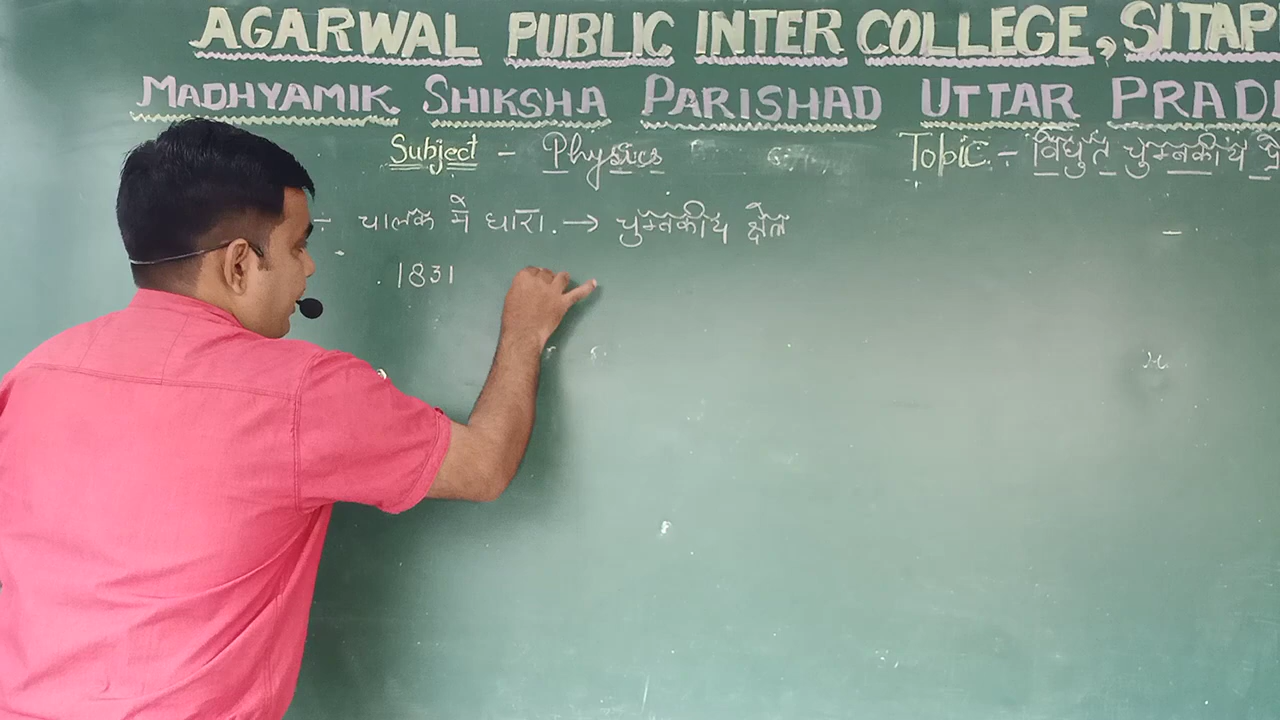 AGARWAL PUBLIC INTER COLLEGE, SITAP
MADHYAMIK SHIKSHA PARISHAD UTTAR PRAD
Subject - Physics Topic - विद्युत चुम्बकीय प्रे
÷ चालक में धारा. → चुम्बकीय क्षेत्र
1831